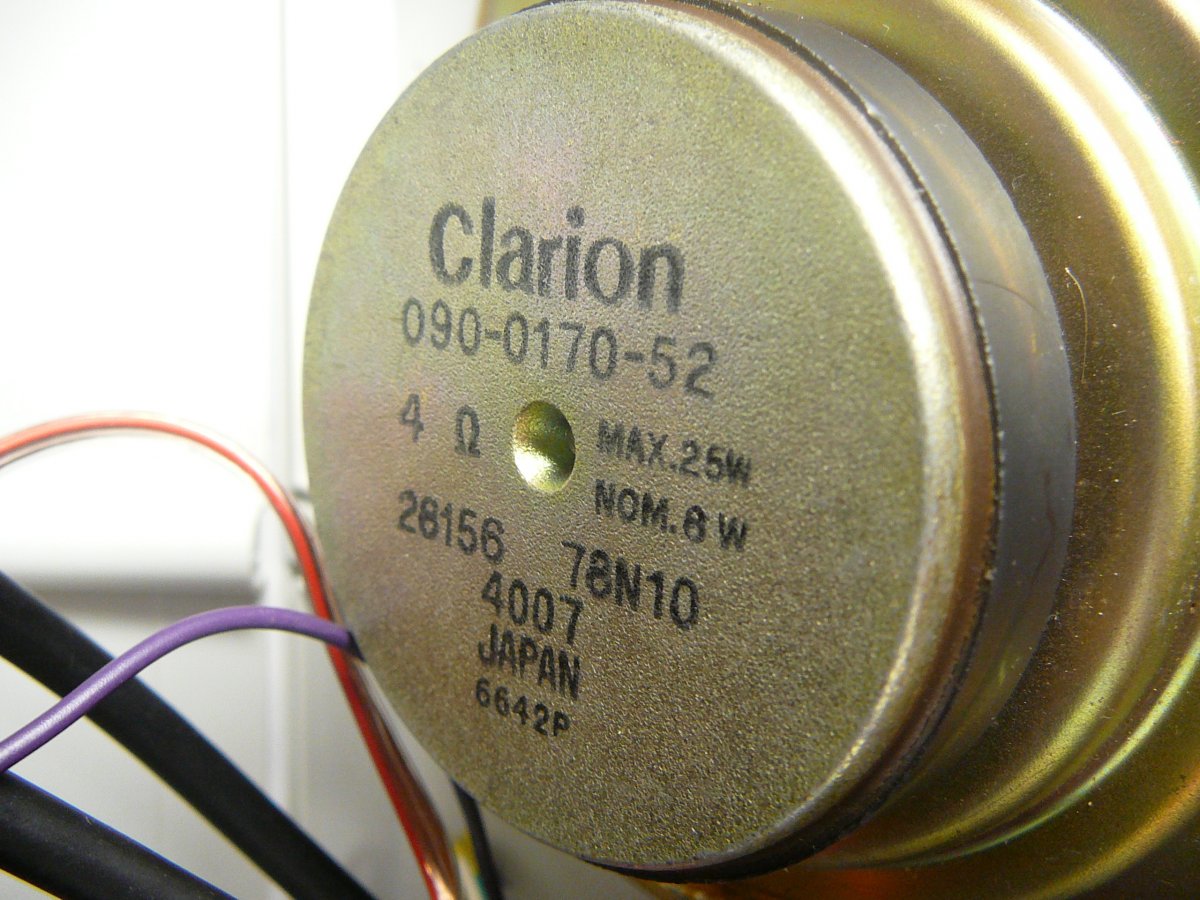 Clarion
090-0170-52
4 Ω MAX.25W
NOM.8W
28156 78N10
4007
JAPAN
6642P